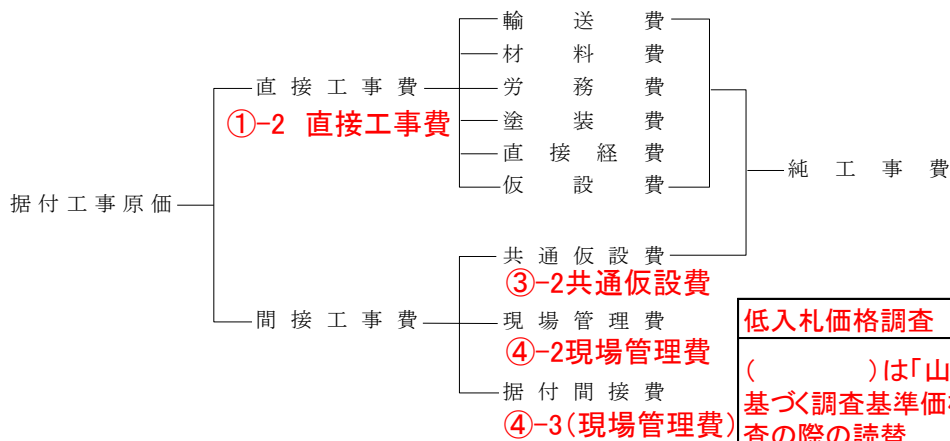 輸送費
材料費
直接工事費
労務費
①-2 直接工事費
塗装費
直接経費
純工事費
仮設費
据付工事原価
共通仮設費
③-2共通仮設費
間接工事費
現場管理費
④-2現場管理費
据付間接費
④-3(現場管理費)
低入札価格調査
(　　　)は「山
基づく調査基準価
査の際の読替